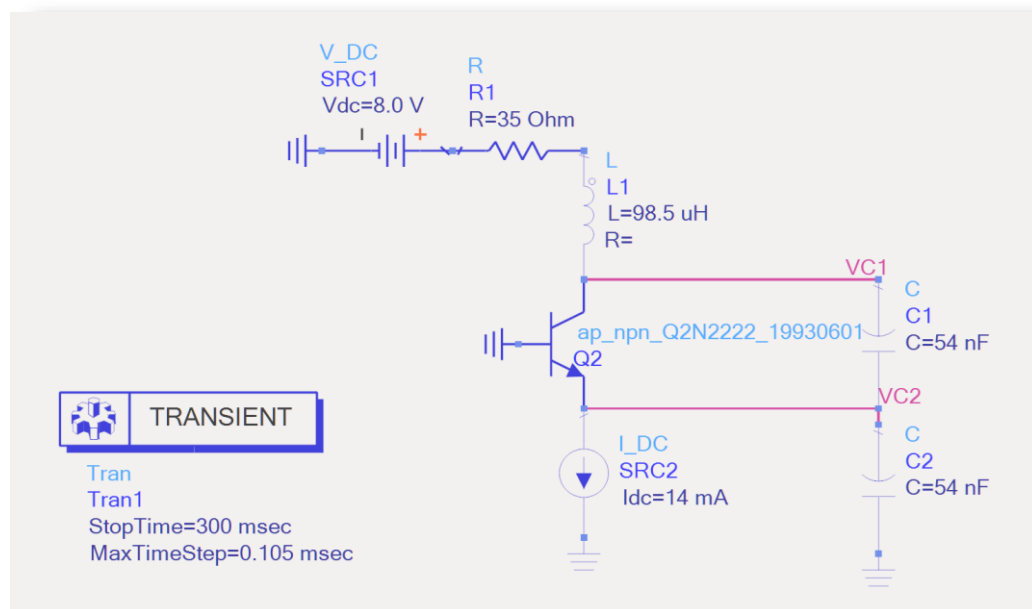 V_DC
SRC1
Vdc=8.0 V
R
R1
R=35 Ohm
L
L1
L=98.5 uH
R=
VC1
C
C1
C=54 nF
ap_npn_Q2N2222_19930601
Q2
VC2
C
C2
C=54 nF
I_DC
SRC2
Idc=14 mA
TRANSIENT
Tran
Tran1
StopTime=300 msec
MaxTimeStep=0.105 msec